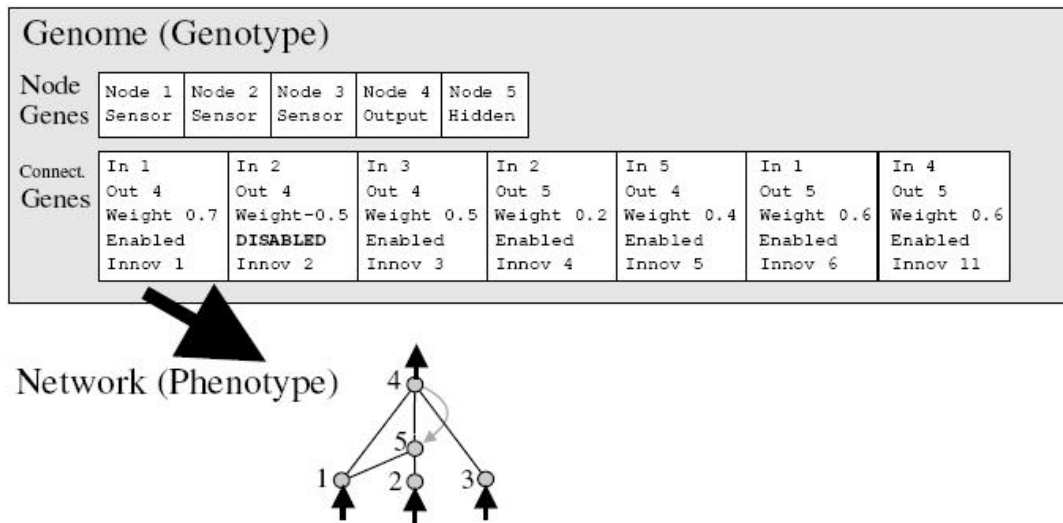 Genome (Genotype)
Node Genes
Node 1 Sensor
Node 2 Sensor
Node 3 Sensor
Node 4 Output
Node 5 Hidden
Connect. Genes
In 1
Out 4
Weight 0.7
Enabled
Innov 1
In 2
Out 4
Weight-0.5
DISABLED
Innov 2
In 3
Out 4
Weight 0.5
Enabled
Innov 3
In 2
Out 5
Weight 0.2
Enabled
Innov 4
In 5
Out 4
Weight 0.4
Enabled
Innov 5
In 1
Out 5
Weight 0.6
Enabled
Innov 6
In 4
Out 5
Weight 0.6
Enabled
Innov 11
Network (Phenotype)
4
5
1 2 3